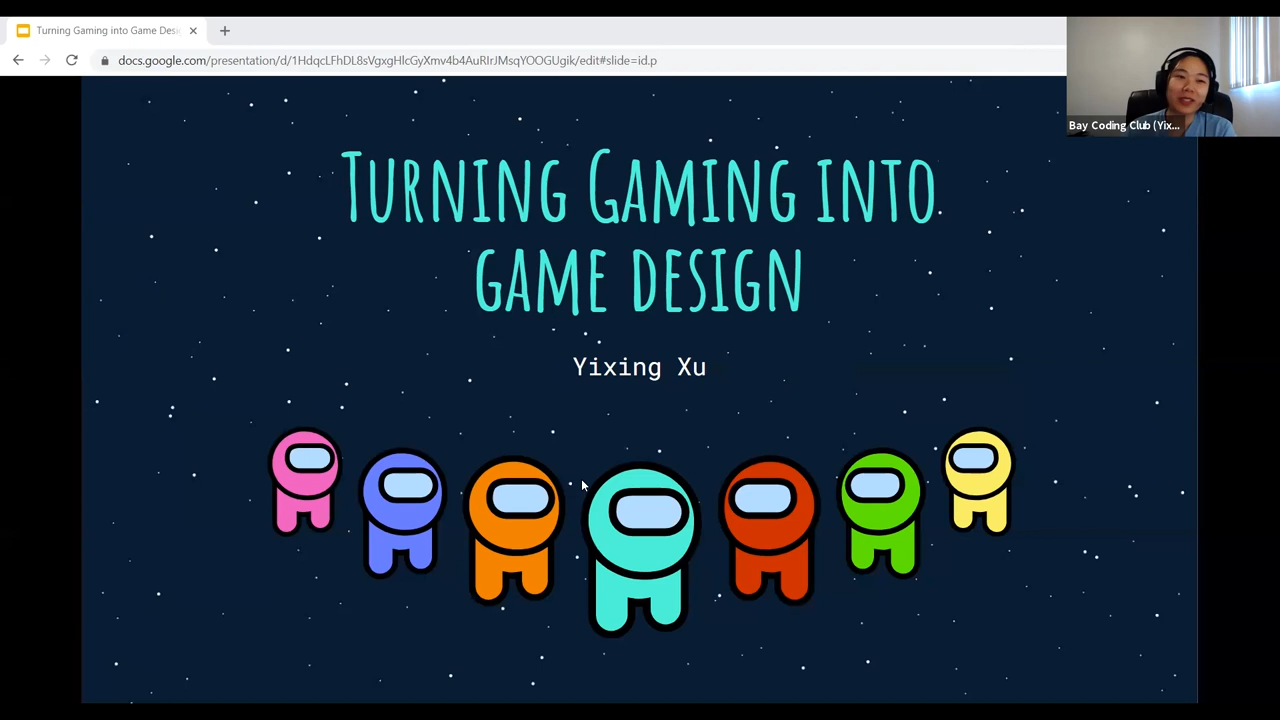 Turning Gaming into Game Desi
docs.google.com/presentation/d/1HdqcLFhDL8sVgxgHlcGyXmv4b4AuRIrJMsqYOOGUgik/edit#slide=id.p
Bay Coding Club (Yix...
Turning Gaming into
game design
Yixing Xu